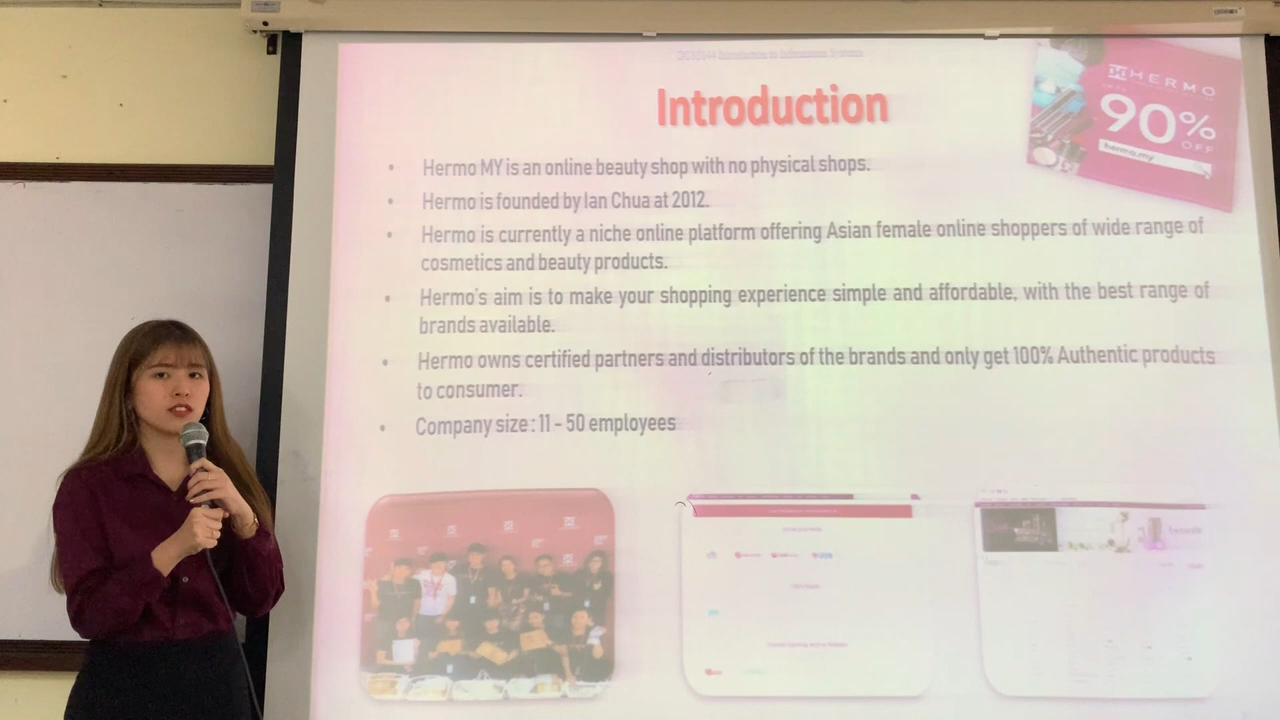 Introduction to Information Systems
Introduction
HERMO
90%
OFF
hermo.my
• Hermo MY is an online beauty shop with no physical shops.
• Hermo is founded by Ian Chua at 2012.
• Hermo is currently a niche online platform offering Asian female online shoppers of wide range of
cosmetics and beauty products.
• Hermo's aim is to make your shopping experience simple and affordable, with the best range of
brands available.
• Hermo owns certified partners and distributors of the brands and only get 100% Authentic products
to consumer.
• Company size : 11 - 50 employees